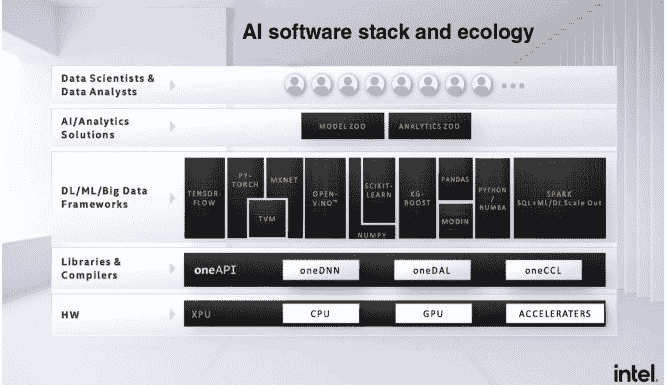 AI software stack and ecology
Data Scientists &
Data Analysts
AI/Analytics
Solutions
MODEL ZOO
ANALYTICS ZOO
DL/ML/Big Data
Frameworks
TENSOR-
FLOW
PY-
TORCH
MXNET
TVM
OPEN-
VINO™
SCIKIT-
LEARN
NUMPY
XG-
BOOST
PANDAS
MODIN
PYTHON
/
NUMBA
SPARK
SQL+ML/DL Scale Out
Libraries &
Compilers
oneAPI
oneDNN
oneDAL
oneCCL
HW
XPU
CPU
GPU
ACCELERATERS
intel.